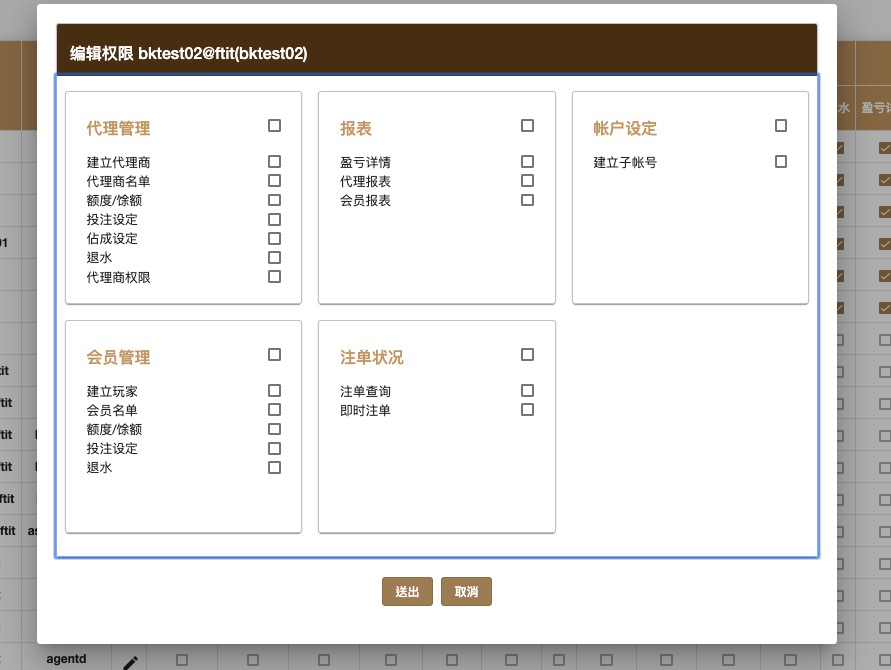 编辑权限 bktest02@ftit(bktest02)
代理管理
建立代理商
代理商名单
额度/馀额
投注设定
佔成设定
退水
代理商权限
报表
盈亏详情
代理报表
会员报表
帐户设定
建立子帐号
会员管理
建立玩家
会员名单
额度/馀额
投注设定
退水
注单状况
注单查询
即时注单
送出
取消
水
盈亏
01
tit
ftit
ftit
ftit
ftit
ftit as
agentd